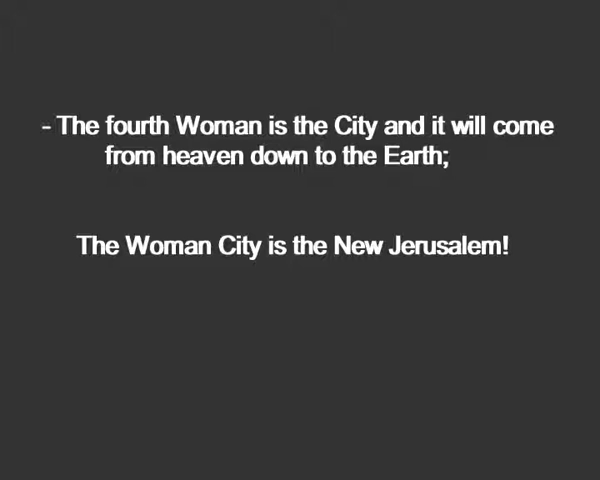 - The fourth Woman is the City and it will come
from heaven down to the Earth;
The Woman City is the New Jerusalem!